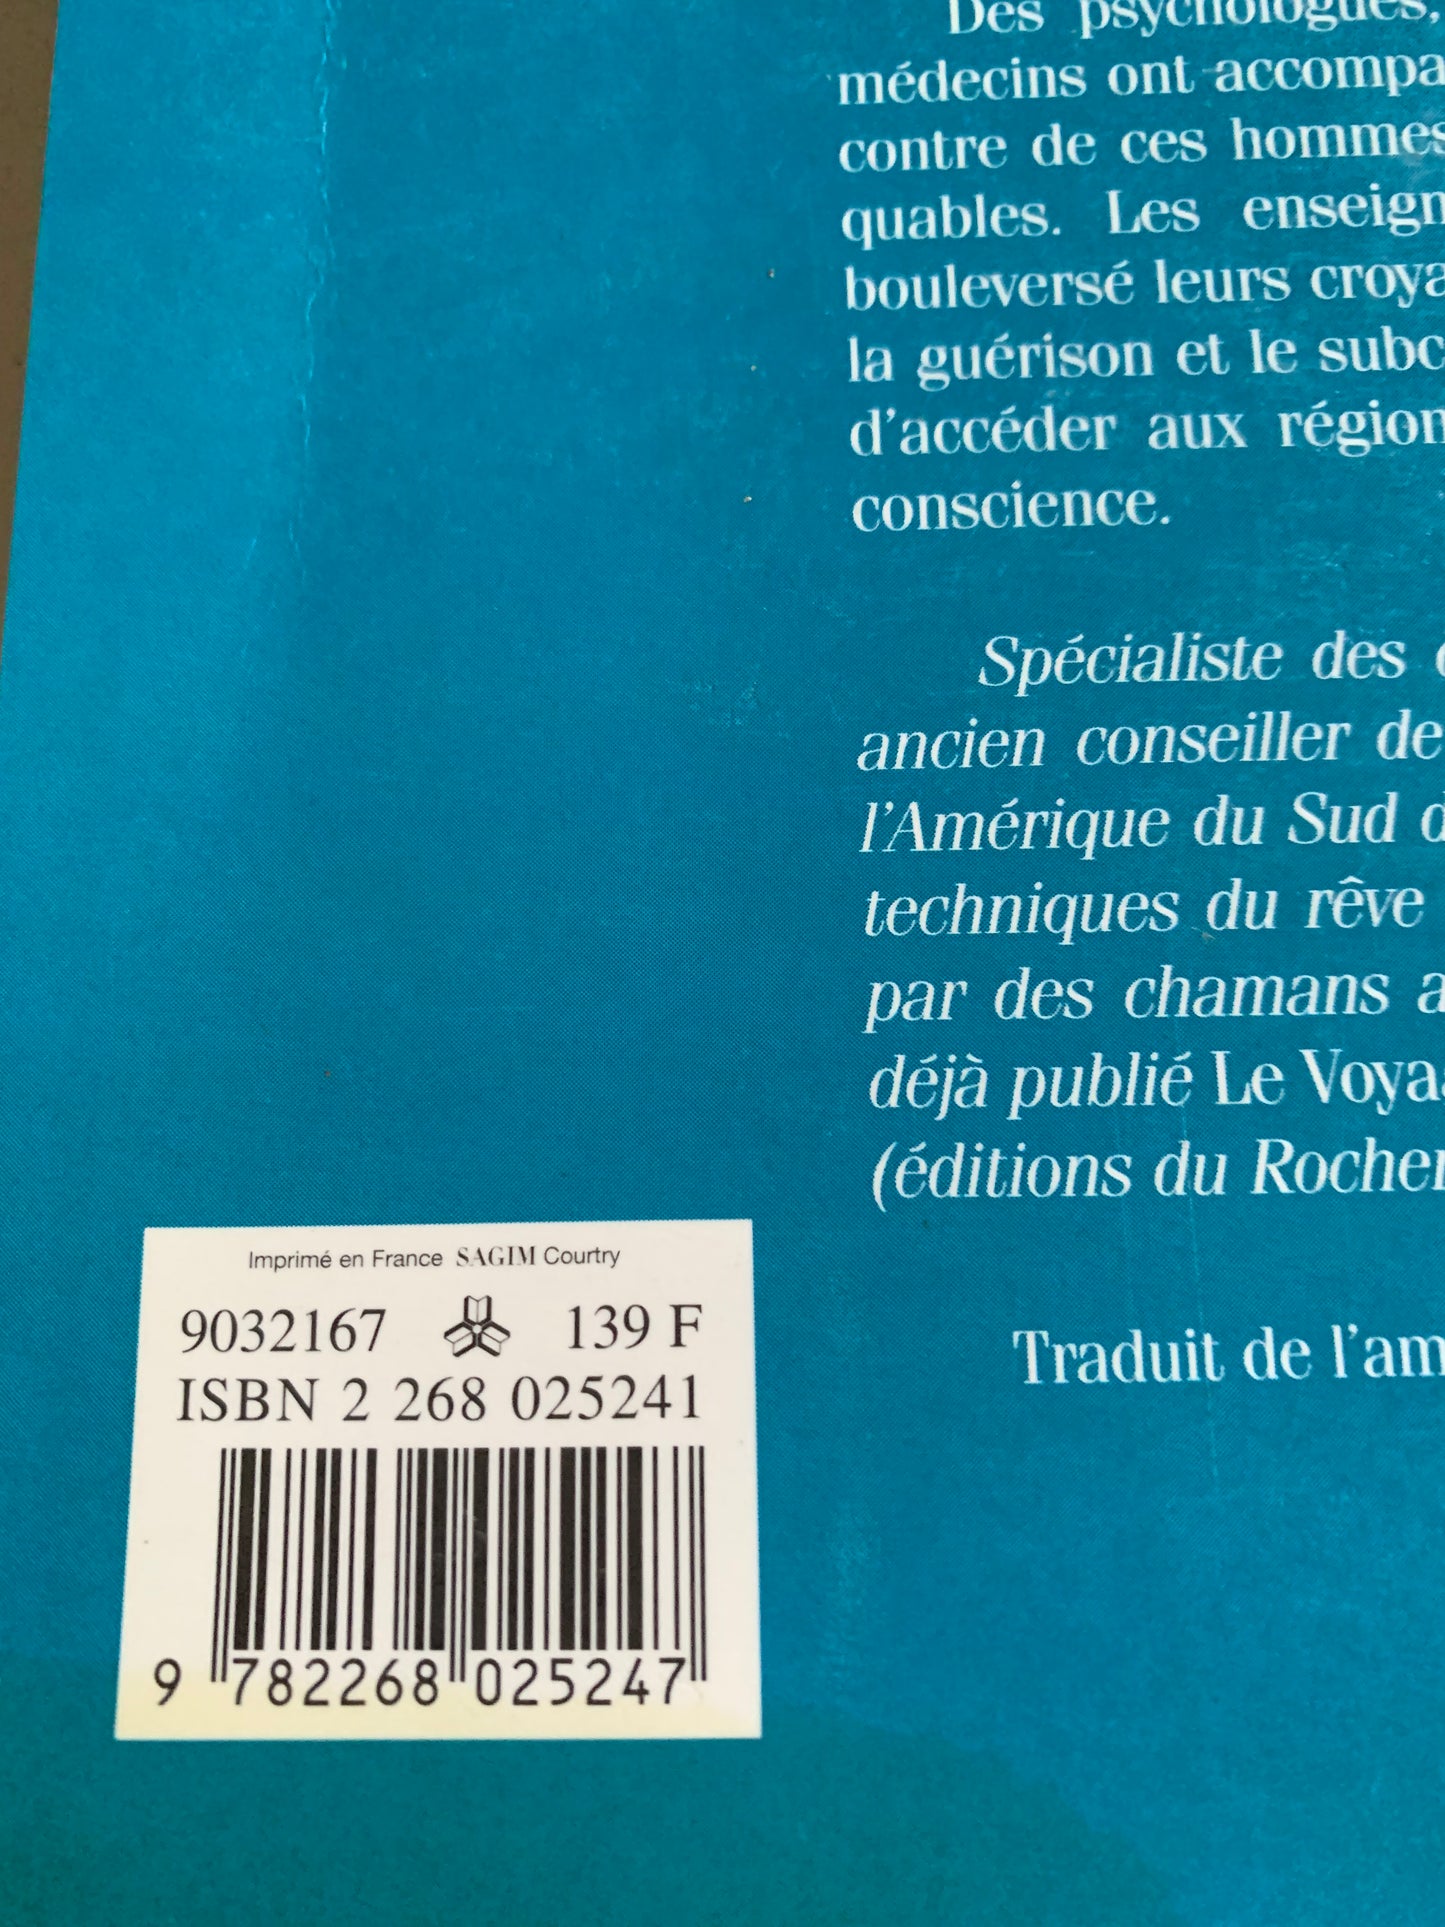 Des psychologues,
médecins ont accompa
contre de ces hommes
quables. Les enseign
bouleversé leurs croya
la guérison et le subc
d'accéder aux région
conscience.
Spécialiste des
ancien conseiller de
l'Amérique du Sud d
techniques du rêve
par des chamans a
déjà publié Le Voya
(éditions du Rocher
Traduit de l'am
Imprimé en France SAGIM Courtry
9032167 139 F
ISBN 2 268 025241
9 782268 025247